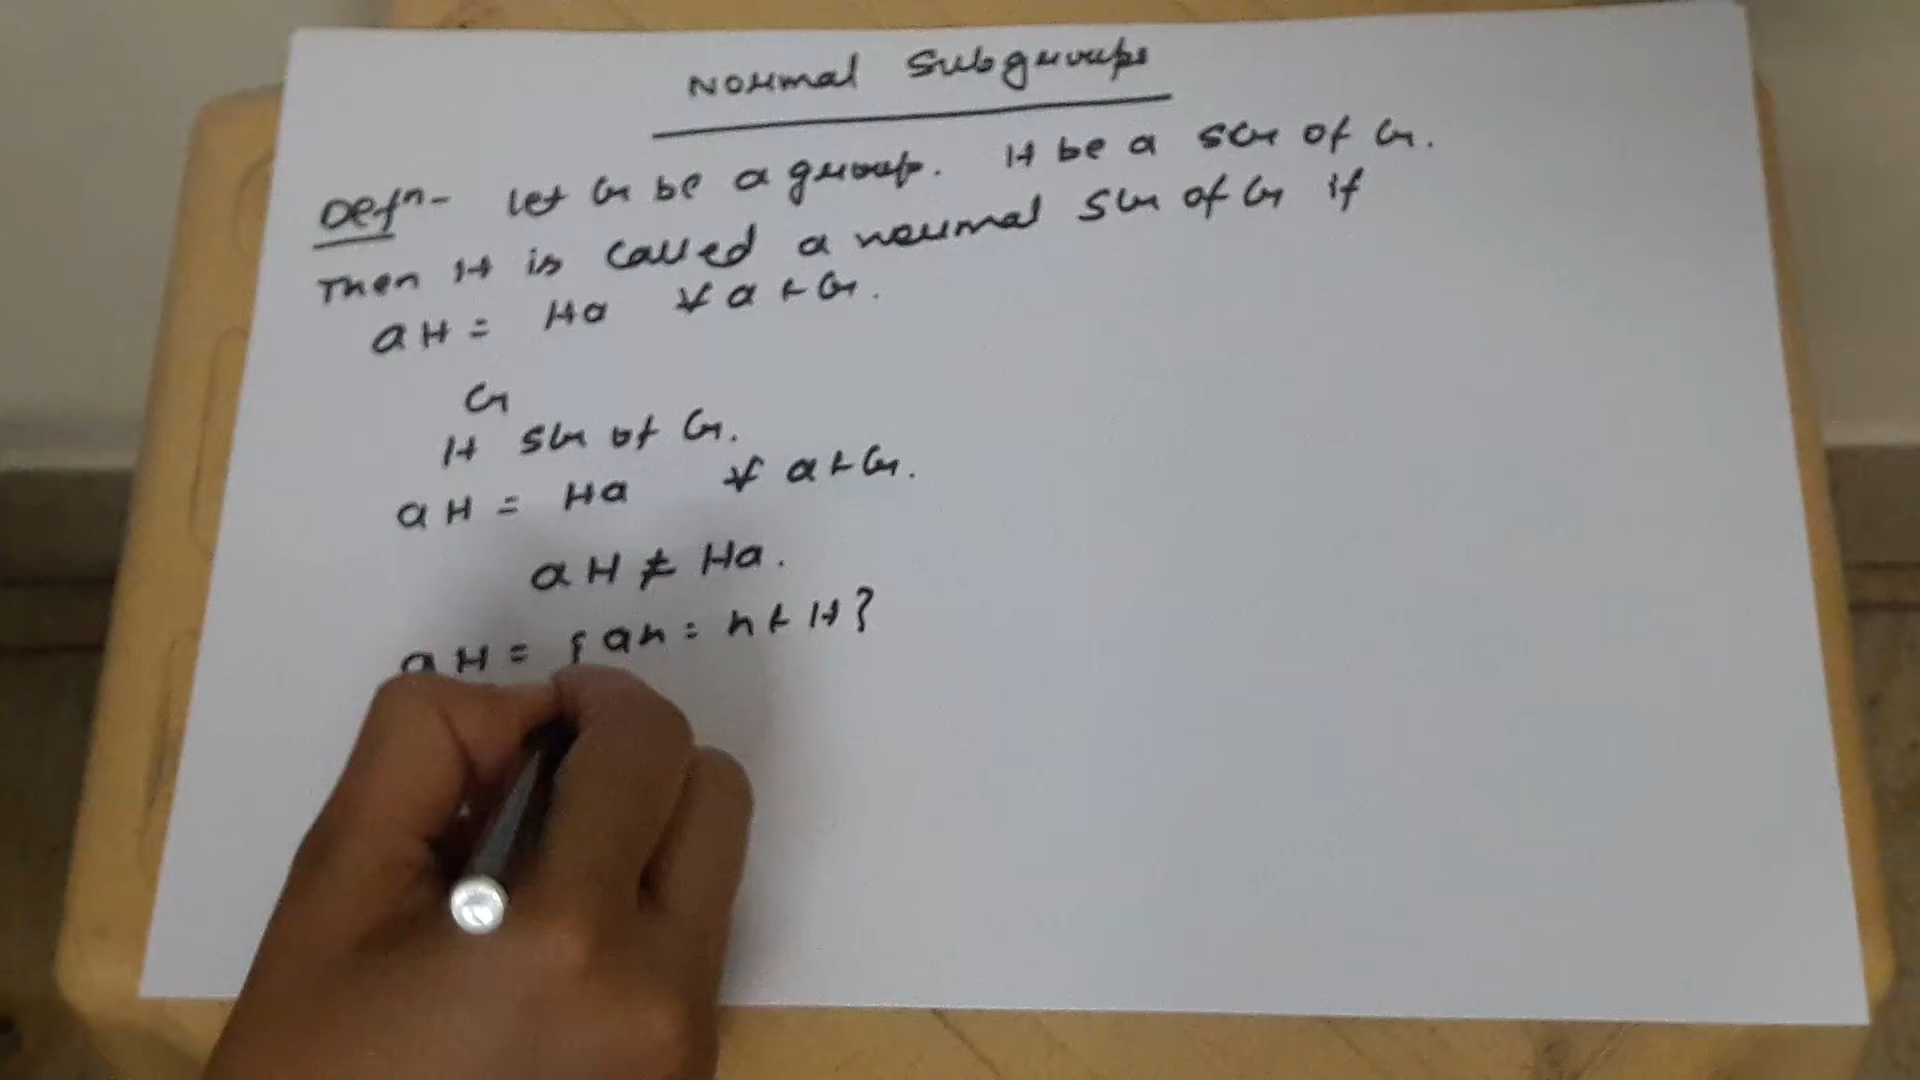 Normal Subgroups
Defn- Let G be a group. H be a SG of G.
Then H is called a normal SG of G if
aH = Ha ∀ a ∈ G.
G
H SG of G.
aH = Ha ∀ a ∈ G.
aH ≠ Ha.
aH = {ah : h ∈ H}